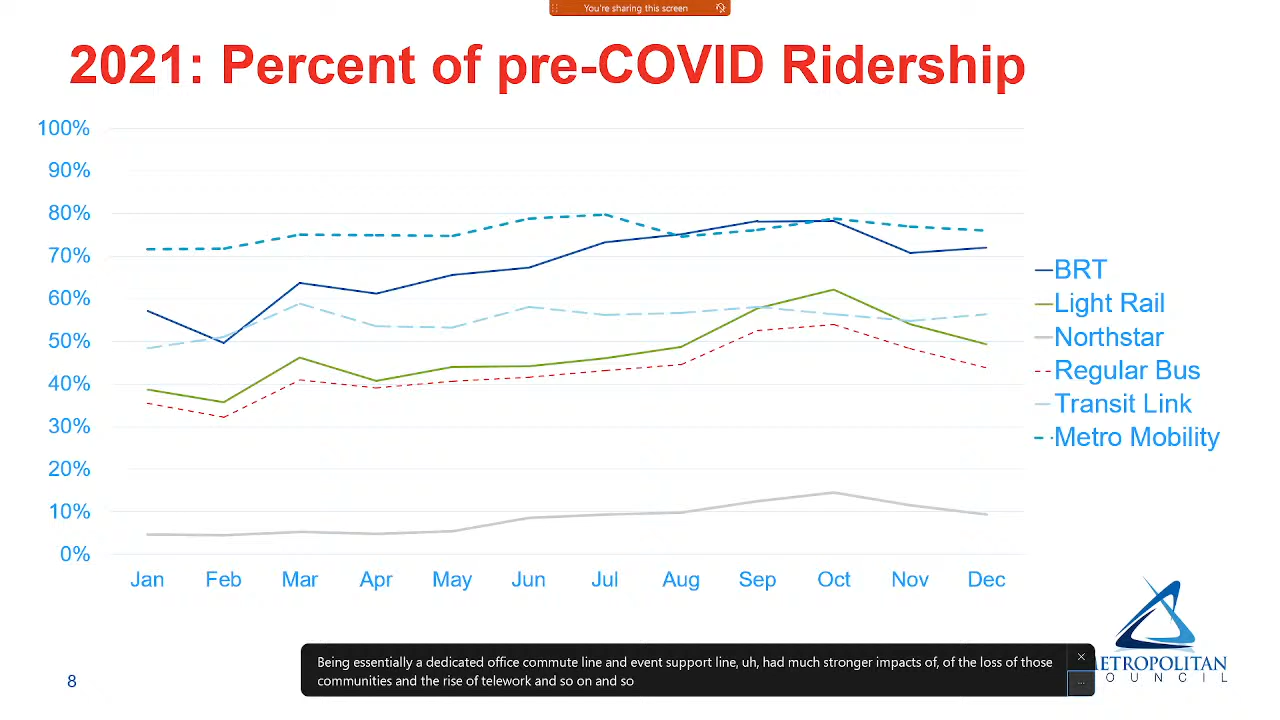 You're sharing this screen
2021: Percent of pre-COVID Ridership
100%
90%
80%
70%
60%
50%
40%
30%
20%
10%
0%
Jan Feb Mar Apr May Jun Jul Aug Sep Oct Nov Dec
BRT
Light Rail
Northstar
Regular Bus
Transit Link
Metro Mobility
Being essentially a dedicated office commute line and event support line, uh, had much stronger impacts of, of the loss of those
communities and the rise of telework and so on and so
8
METROPOLITAN
COUNCIL